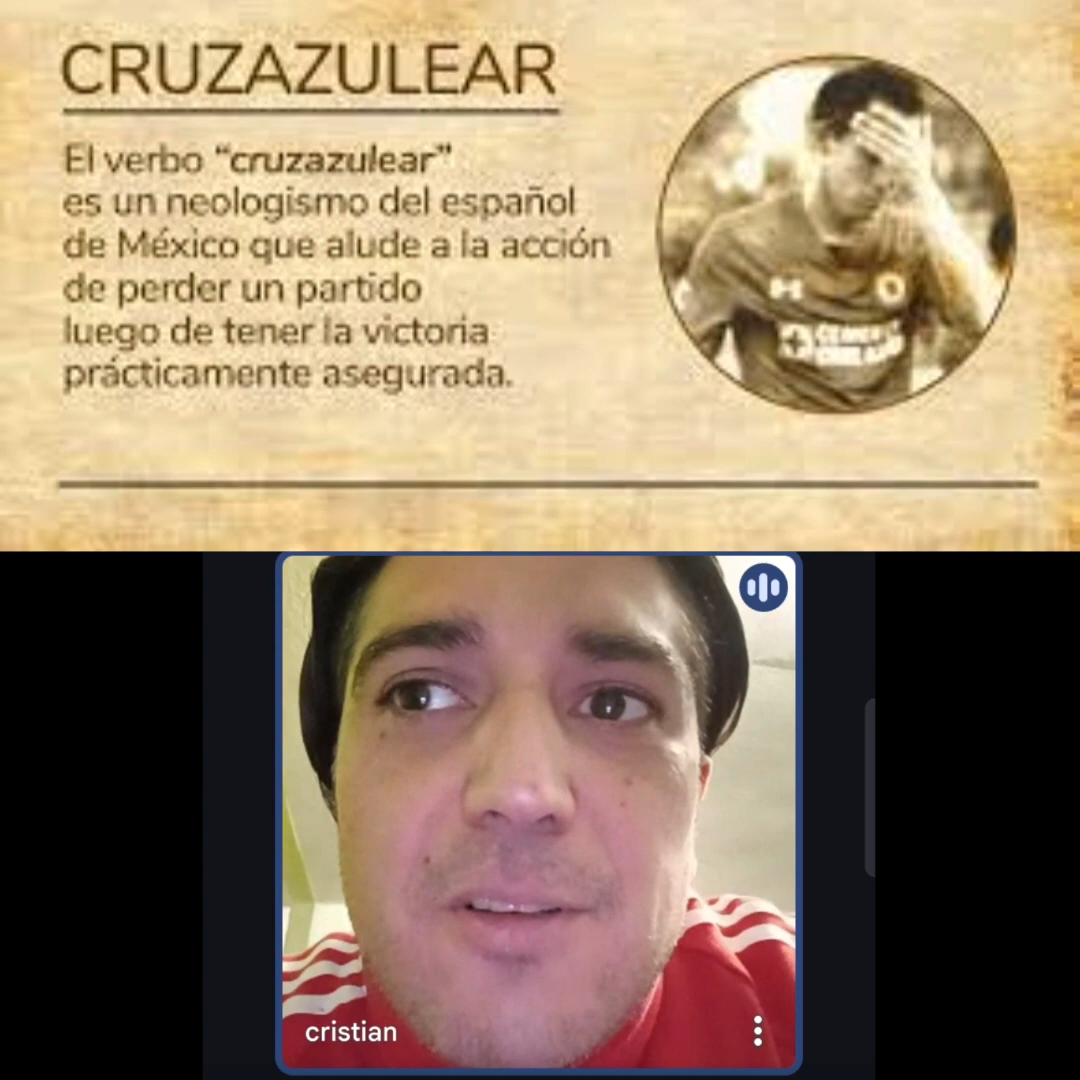 CRUZAZULEAR
El verbo “cruzazulear”
es un neologismo del español
de México que alude a la acción
de perder un partido
luego de tener la victoria
prácticamente asegurada.
cristian